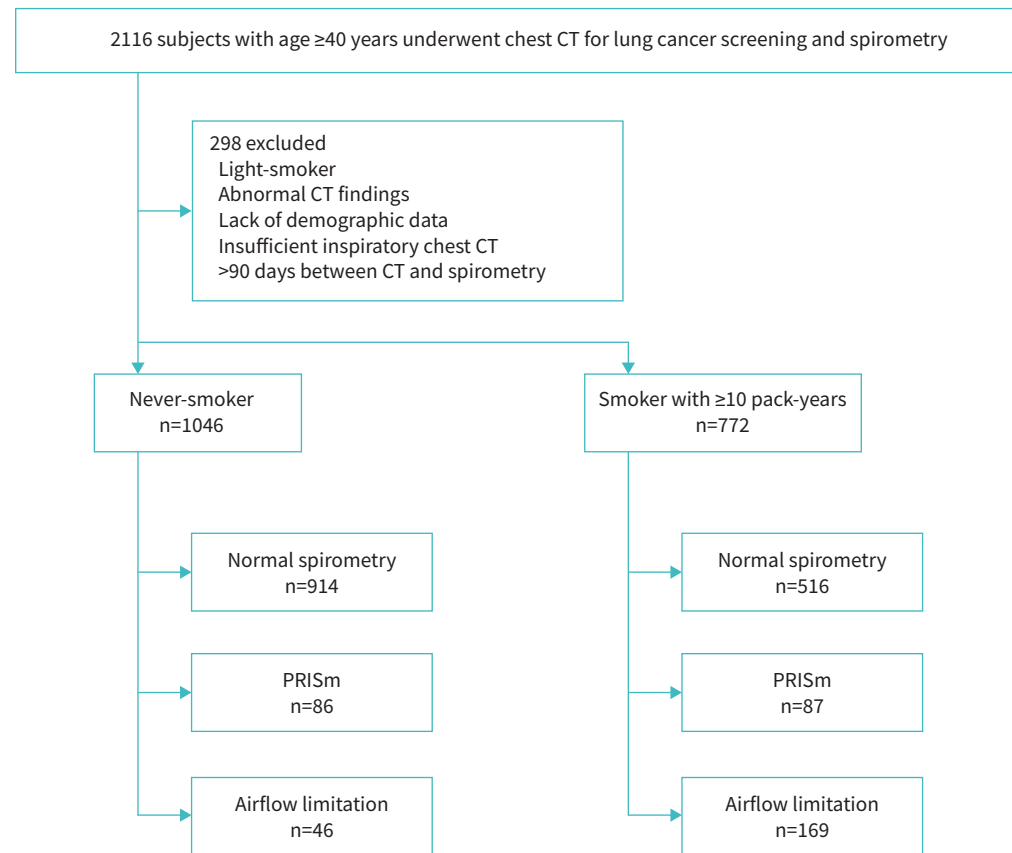 2116 subjects with age ≥40 years underwent chest CT for lung cancer screening and spirometry
298 excluded
Light-smoker
Abnormal CT findings
Lack of demographic data
Insufficient inspiratory chest CT
>90 days between CT and spirometry
Never-smoker
n=1046
Smoker with ≥10 pack-years
n=772
Normal spirometry
n=914
Normal spirometry
n=516
PRISm
n=86
PRISm
n=87
Airflow limitation
n=46
Airflow limitation
n=169